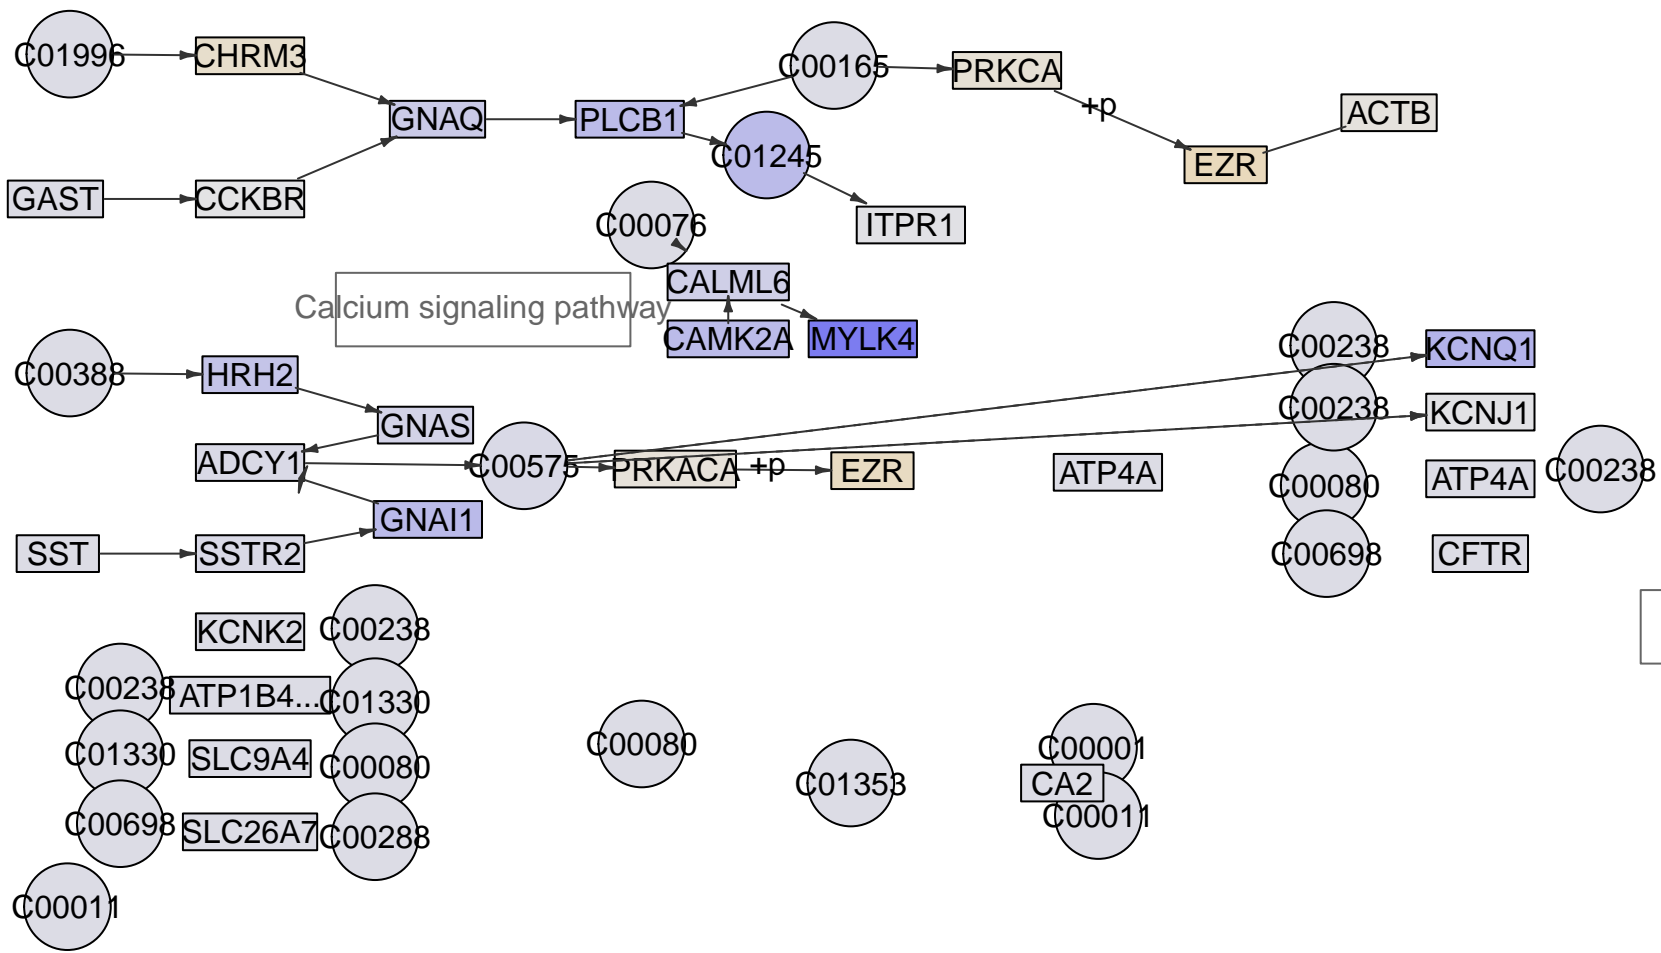 C01996
CHRM3
C00165
PRKCA
+p
ACTB
GNAQ
PLCB1
C01245
EZR
GAST
CCKBR
C00076
ITPR1
CALML6
Calcium signaling pathway
CAMK2A
MYLK4
C00238
KCNQ1
C00388
HRH2
C00238
KCNJ1
GNAS
ADCY1
C00575
PRKACA
+p
EZR
ATP4A
C00080
ATP4A
C00238
GNAI1
SST
SSTR2
C00698
CFTR
KCNK2
C00238
C00238
ATP1B4...
C01330
C01330
SLC9A4
C00080
C00080
C01353
C00001
CA2
C00011
C00698
SLC26A7
C00288
C00011